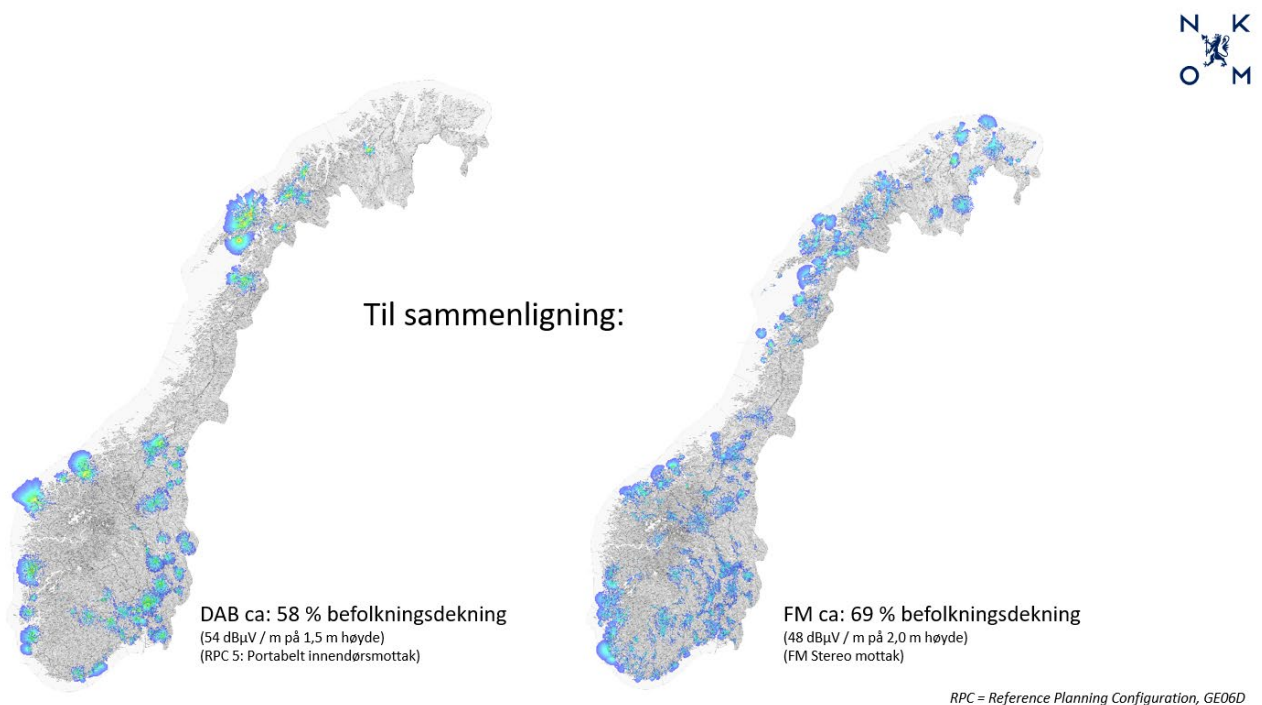 N K
O M
Til sammenligning:
DAB ca: 58 % befolkningsdekning
(54 dBµV / m på 1,5 m høyde)
(RPC 5: Portabelt innendørsmottak)
FM ca: 69 % befolkningsdekning
(48 dBµV / m på 2,0 m høyde)
(FM Stereo mottak)
RPC = Reference Planning Configuration, GE06D